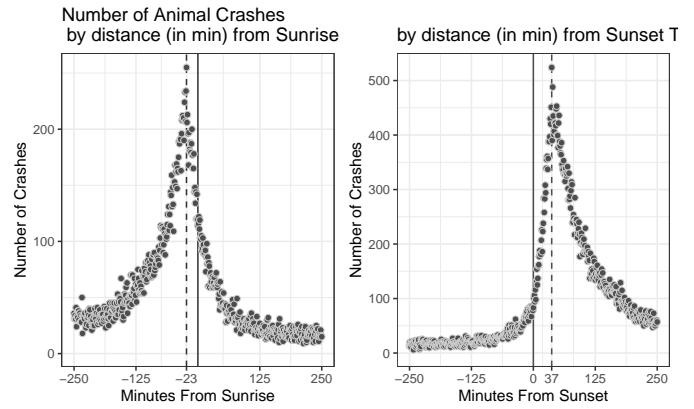 Number of Animal Crashes
by distance (in min) from Sunrise
by distance (in min) from Sunset T
Number of Crashes
200
100
0
−250
−125
−23
125
250
Minutes From Sunrise
Number of Crashes
500
400
300
200
100
0
−250
−125
0
37
125
250
Minutes From Sunset